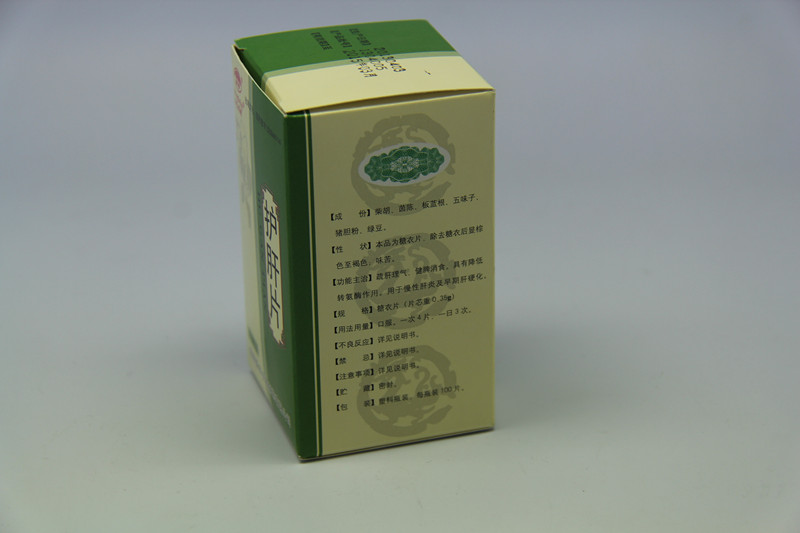 护肝片
【成 份】柴胡、茵陈、板蓝根、五味子、
猪胆粉、绿豆。
【性 状】本品为糖衣片，除去糖衣后显棕
色至褐色；味苦。
【功能主治】疏肝理气，健脾消食。具有降低
转氨酶作用。用于慢性肝炎及早期肝硬化。
【规 格】糖衣片（片芯重0.35g）
【用法用量】口服。一次4片，一日3次。
【不良反应】详见说明书。
【禁 忌】详见说明书。
【注意事项】详见说明书。
【贮 藏】密封。
【包 装】塑料瓶装，每瓶装100片。